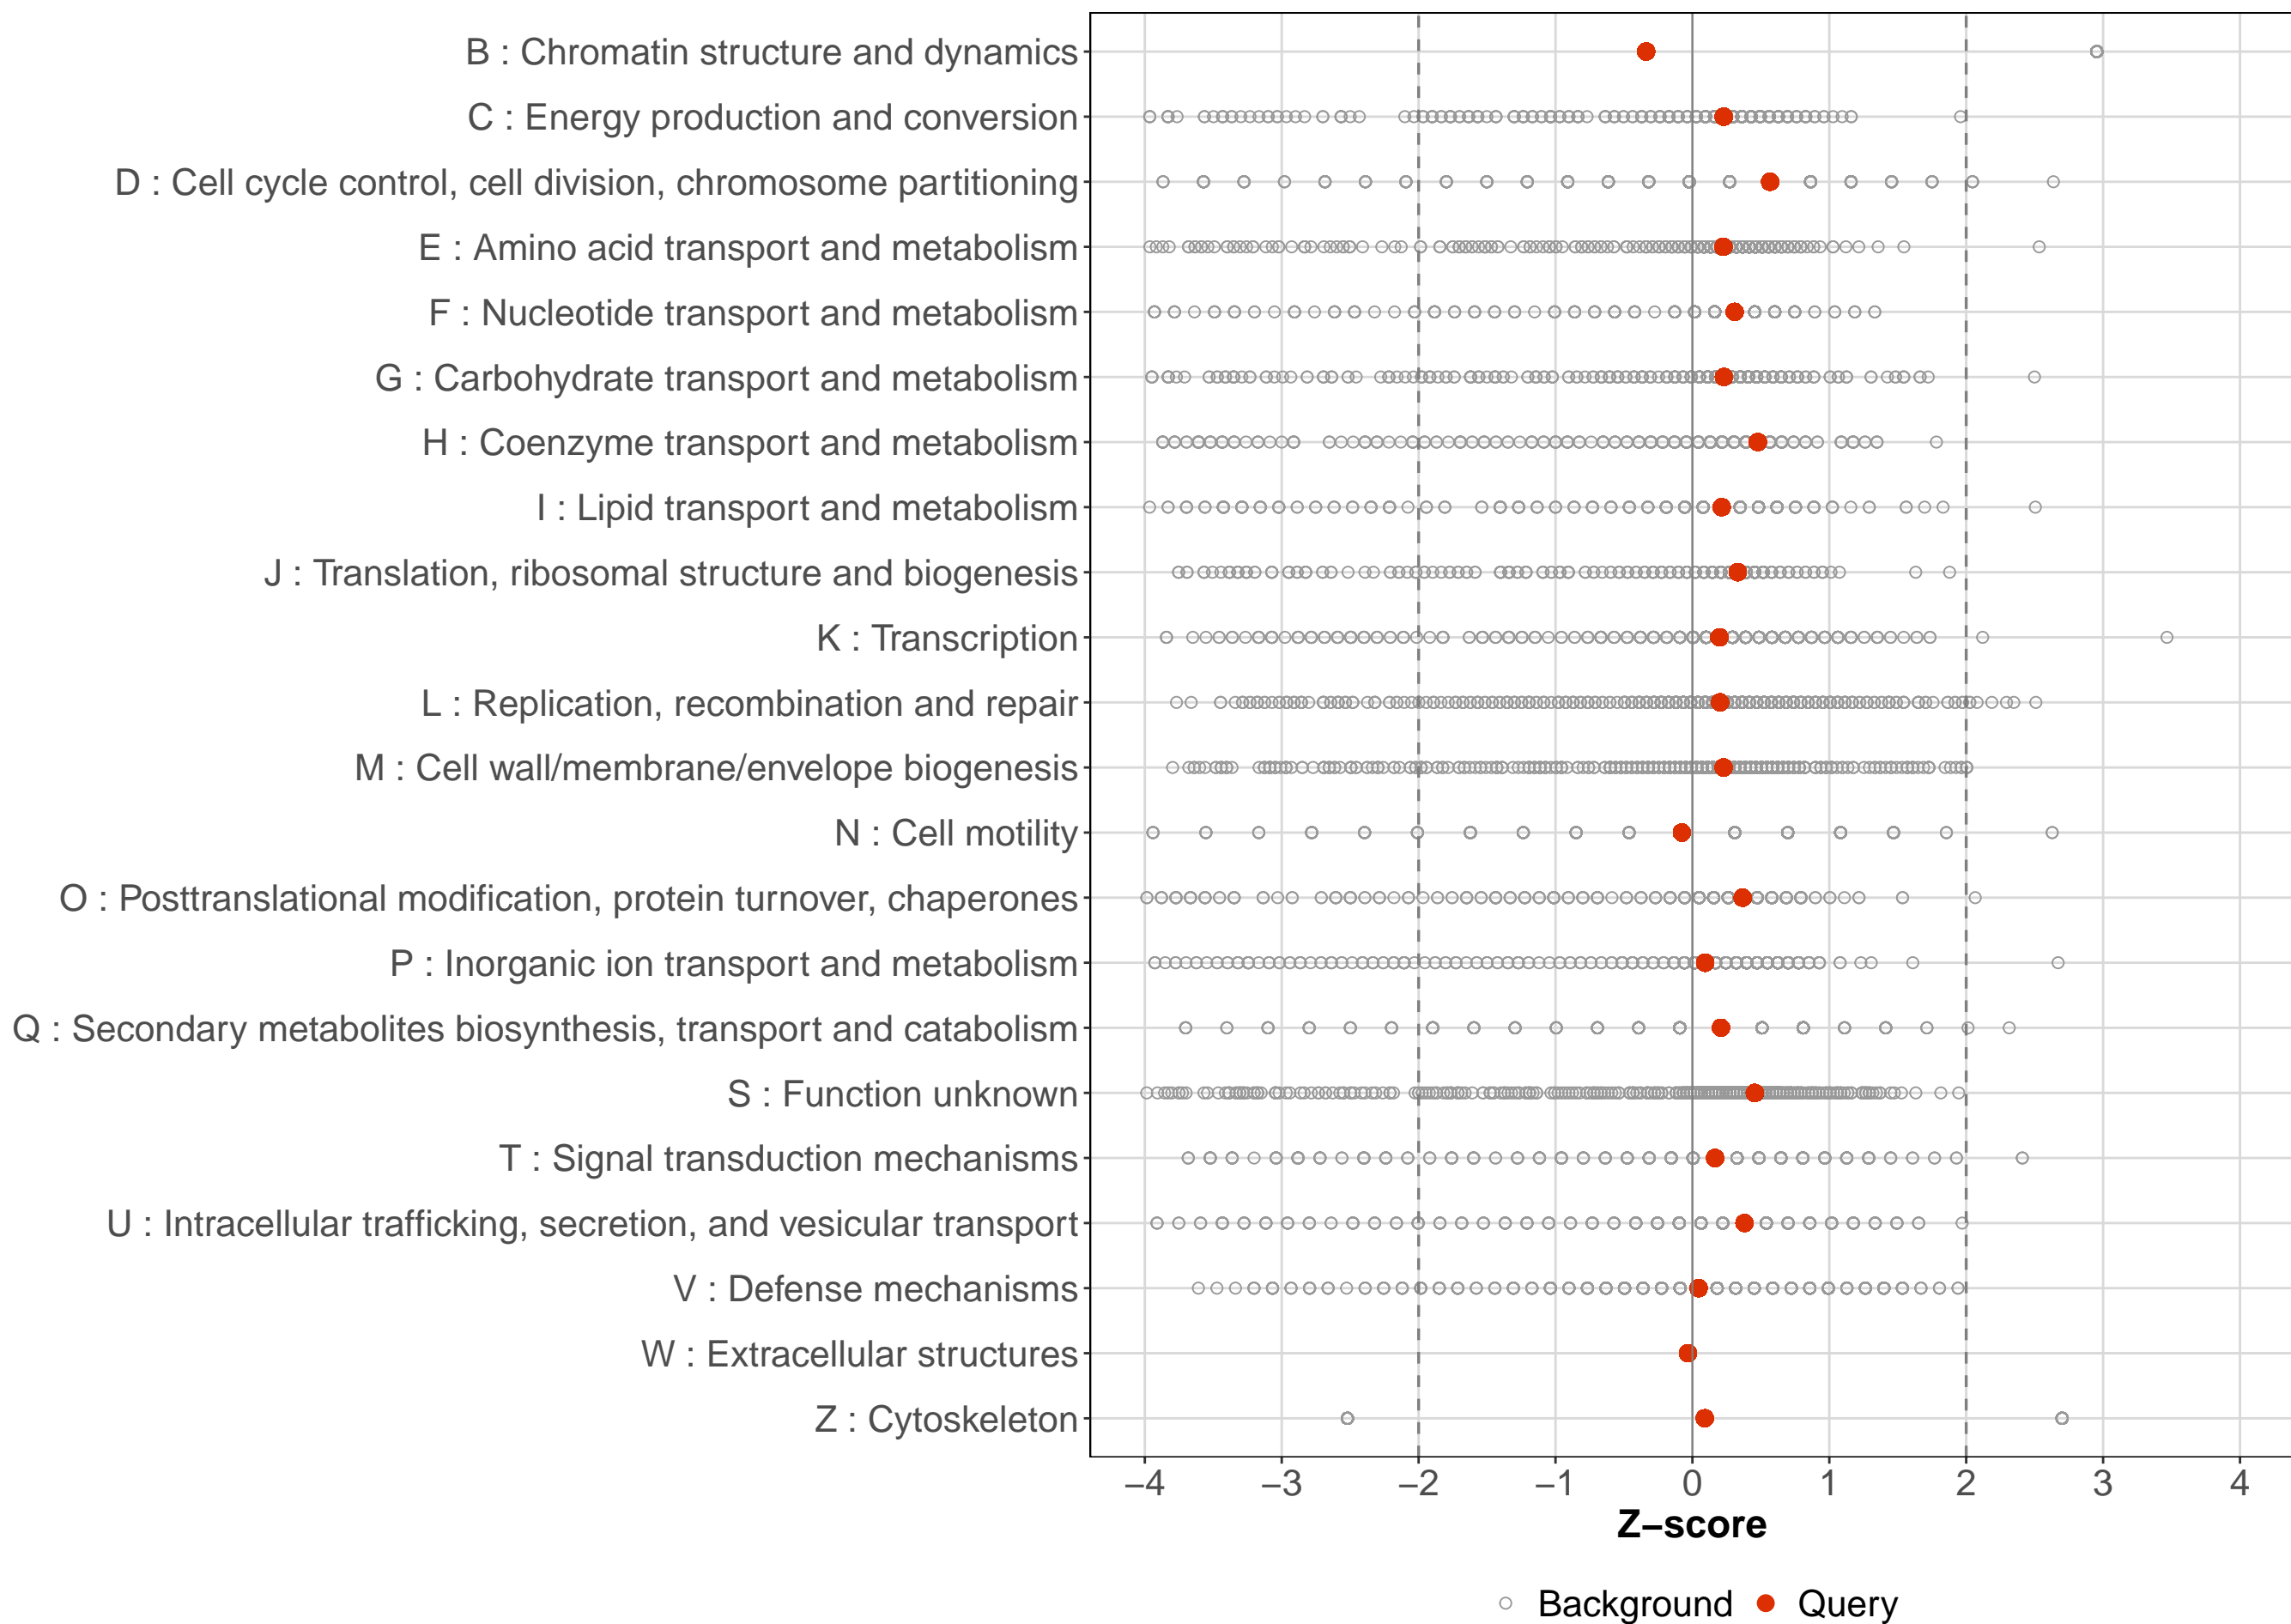 B : Chromatin structure and dynamics
C : Energy production and conversion
D : Cell cycle control, cell division, chromosome partitioning
E : Amino acid transport and metabolism
F : Nucleotide transport and metabolism
G : Carbohydrate transport and metabolism
H : Coenzyme transport and metabolism
I : Lipid transport and metabolism
J : Translation, ribosomal structure and biogenesis
K : Transcription
L : Replication, recombination and repair
M : Cell wall/membrane/envelope biogenesis
N : Cell motility
O : Posttranslational modification, protein turnover, chaperones
P : Inorganic ion transport and metabolism
Q : Secondary metabolites biosynthesis, transport and catabolism
S : Function unknown
T : Signal transduction mechanisms
U : Intracellular trafficking, secretion, and vesicular transport
V : Defense mechanisms
W : Extracellular structures
Z : Cytoskeleton
−4 −3 −2 −1 0 1 2 3 4
Z−score
Background Query